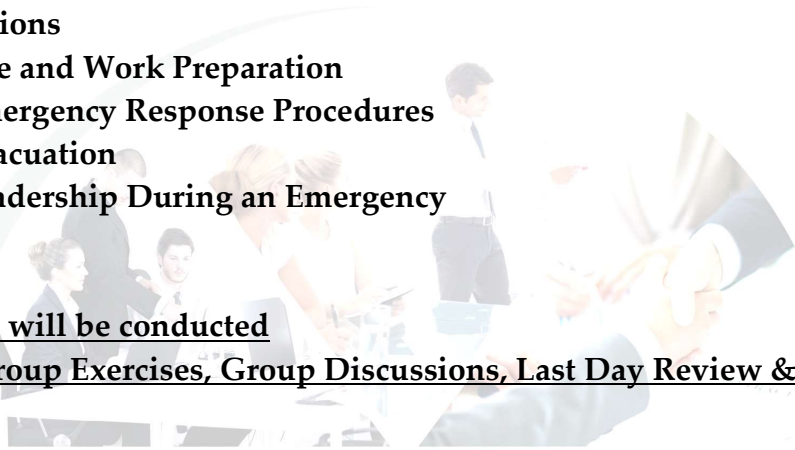 ions
e and Work Preparation
ergency Response Procedures
acuation
adership During an Emergency
will be conducted
roup Exercises, Group Discussions, Last Day Review &